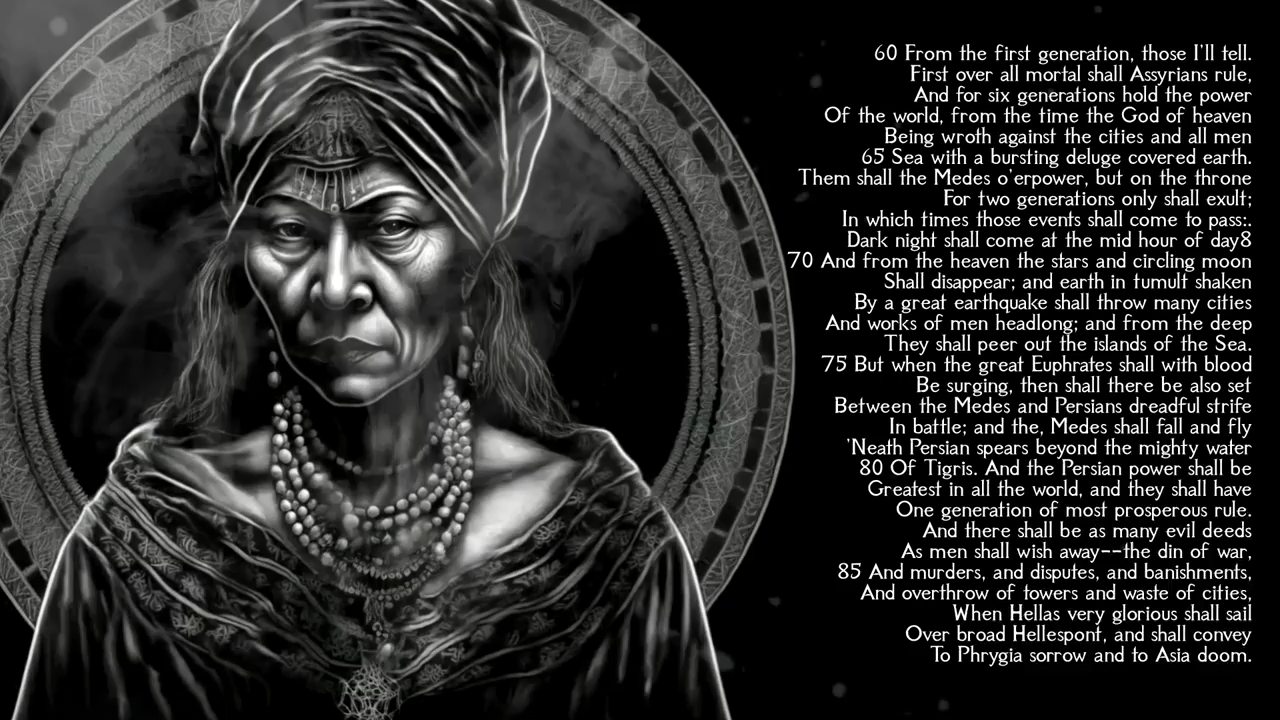 60 From the first generation, those I'll tell.
First over all mortal shall Assyrians rule,
And for six generations hold the power
Of the world, from the time the God of heaven
Being wroth against the cities and all men
65 Sea with a bursting deluge covered earth.
Them shall the Medes o'erpower, but on the throne
For two generations only shall exult;
In which times those events shall come to pass:.
Dark night shall come at the mid hour of day8
70 And from the heaven the stars and circling moon
Shall disappear; and earth in tumult shaken
By a great earthquake shall throw many cities
And works of men headlong; and from the deep
They shall peer out the islands of the Sea.
75 But when the great Euphrates shall with blood
Be surging, then shall there be also set
Between the Medes and Persians dreadful strife
In battle; and the, Medes shall fall and fly
'Neath Persian spears beyond the mighty water
80 Of Tigris. And the Persian power shall be
Greatest in all the world, and they shall have
One generation of most prosperous rule.
And there shall be as many evil deeds
As men shall wish away--the din of war,
85 And murders, and disputes, and banishments,
And overthrow of towers and waste of cities,
When Hellas very glorious shall sail
Over broad Hellespont, and shall convey
To Phrygia sorrow and to Asia doom.